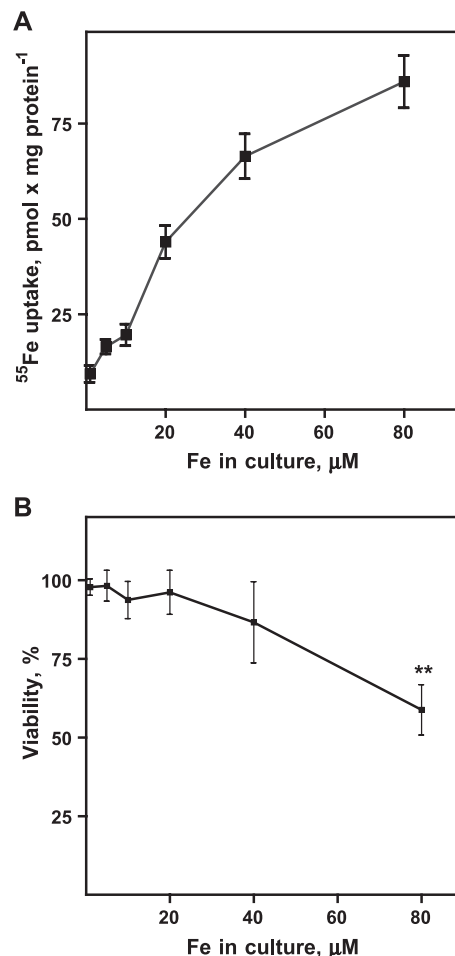 A
⁵⁵Fe uptake, pmol x mg protein⁻¹
75
50
25
20 40 60 80
Fe in culture, μM
B
Viability, %
100
75
50
25
**
20 40 60 80
Fe in culture, μM